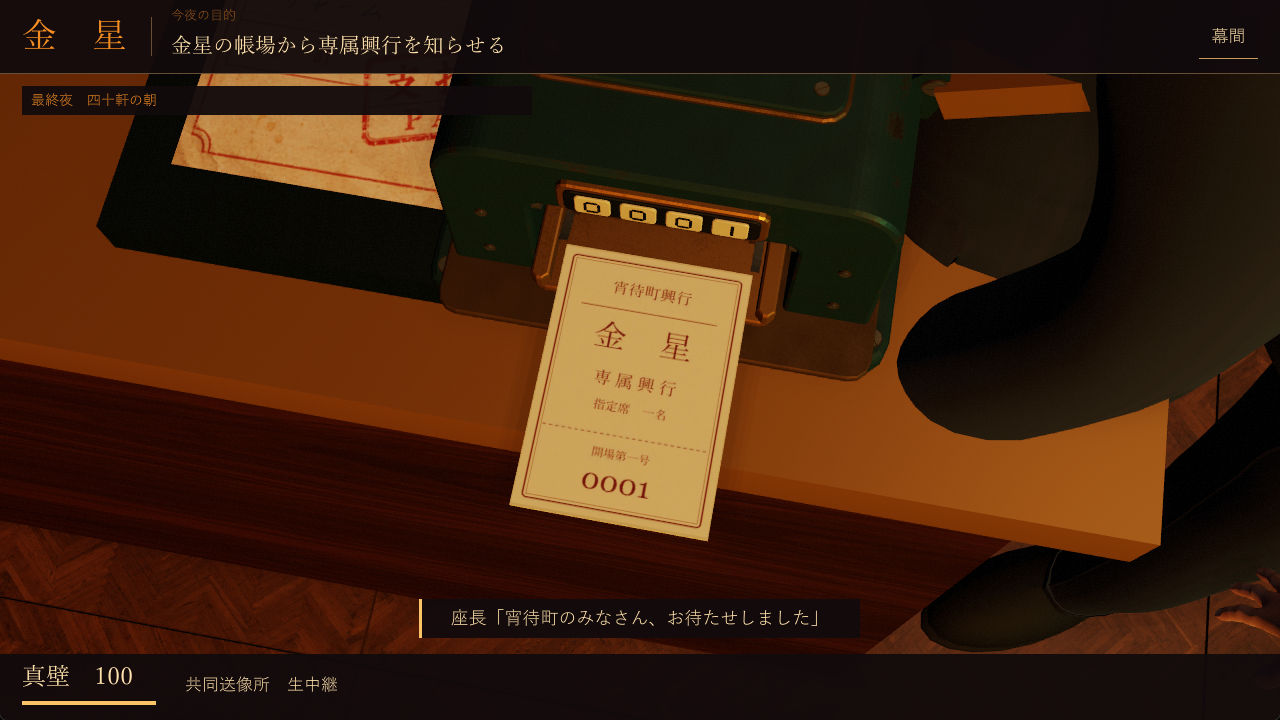 金 星
今夜の目的
金星の帳場から専属興行を知らせる
幕間
最終夜 四十軒の朝
0001
宵待町興行
金 星
専属興行
指定席 一名
開場第一号
0001
座長「宵待町のみなさん、お待たせしました」
真壁 100
共同送像所 生中継